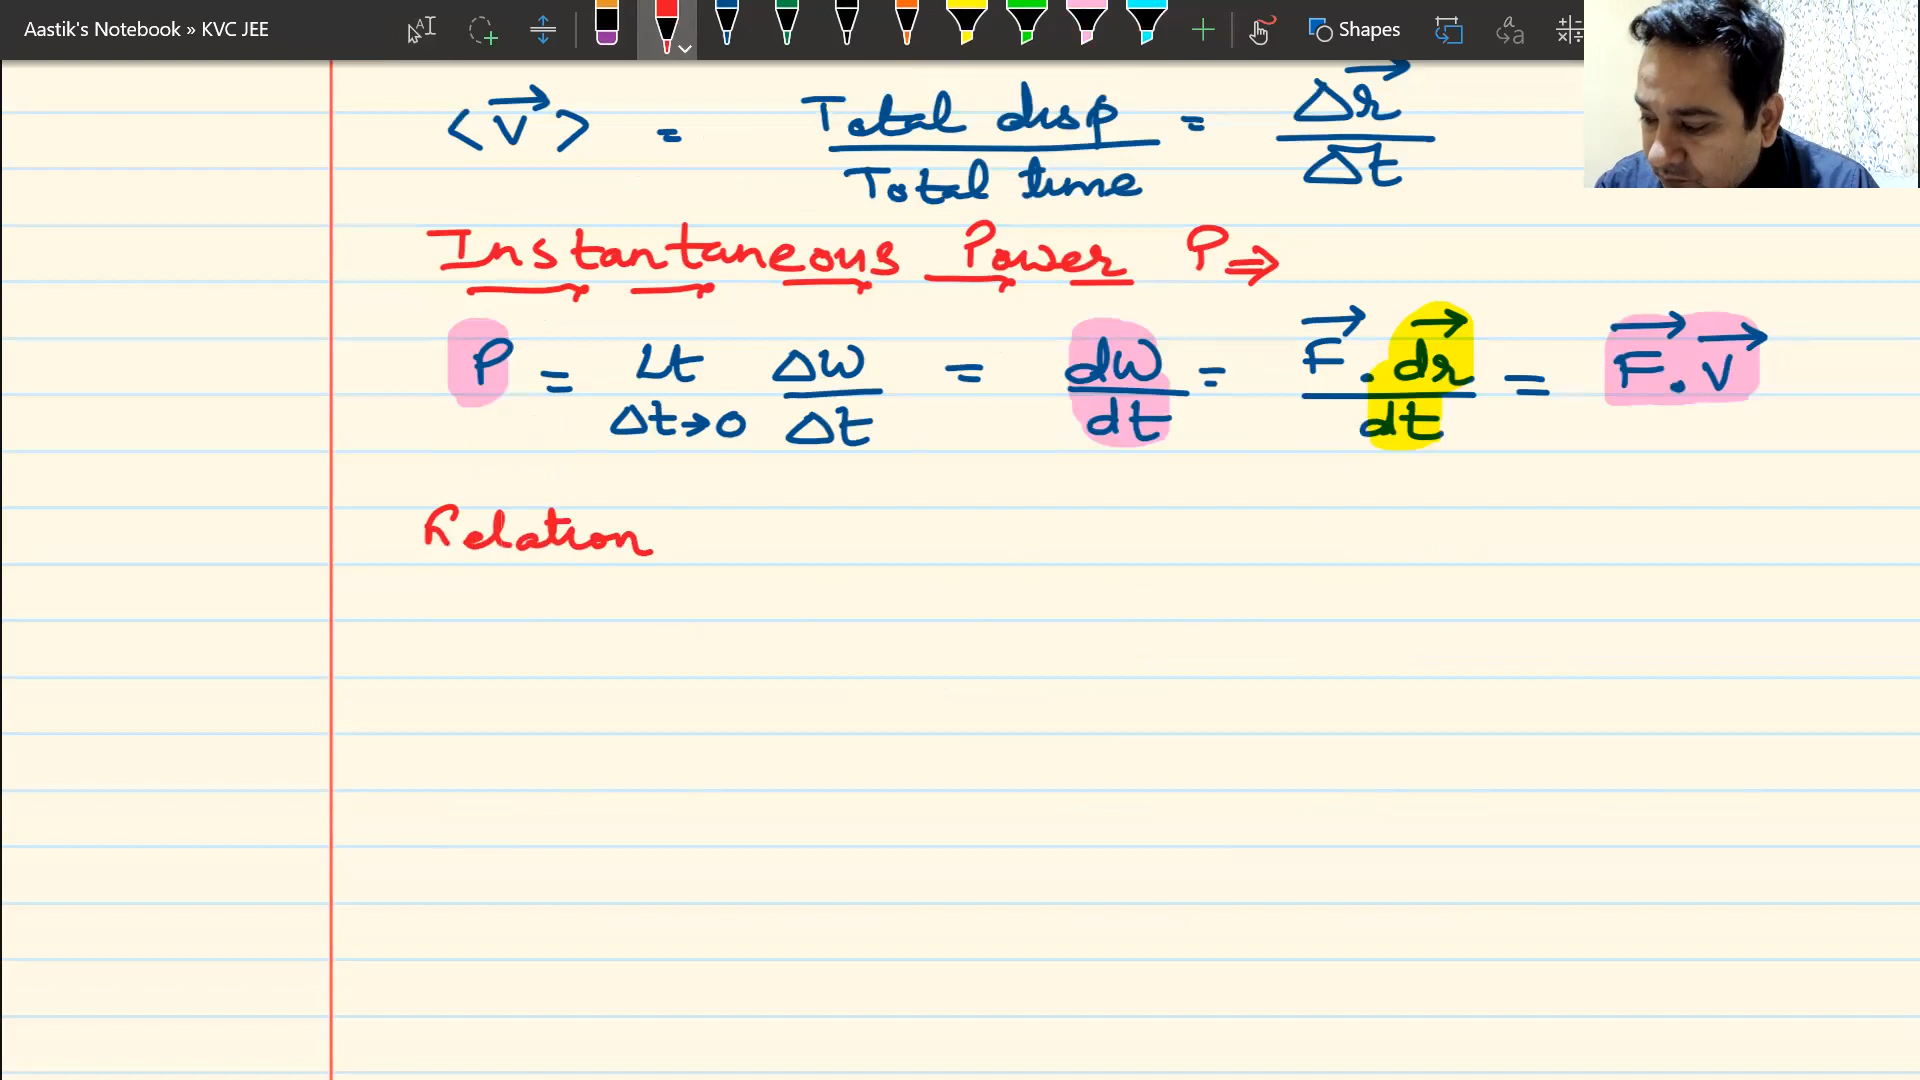 Aastik's Notebook » KVC JEE
Shapes
<v⃗> = Total disp / Total time = Δr⃗ / Δt
Instantaneous Power P ⇒
P = Lt Δt→0 ΔW / Δt = dW / dt = F⃗ . dr⃗ / dt = F⃗ . v⃗
Relation